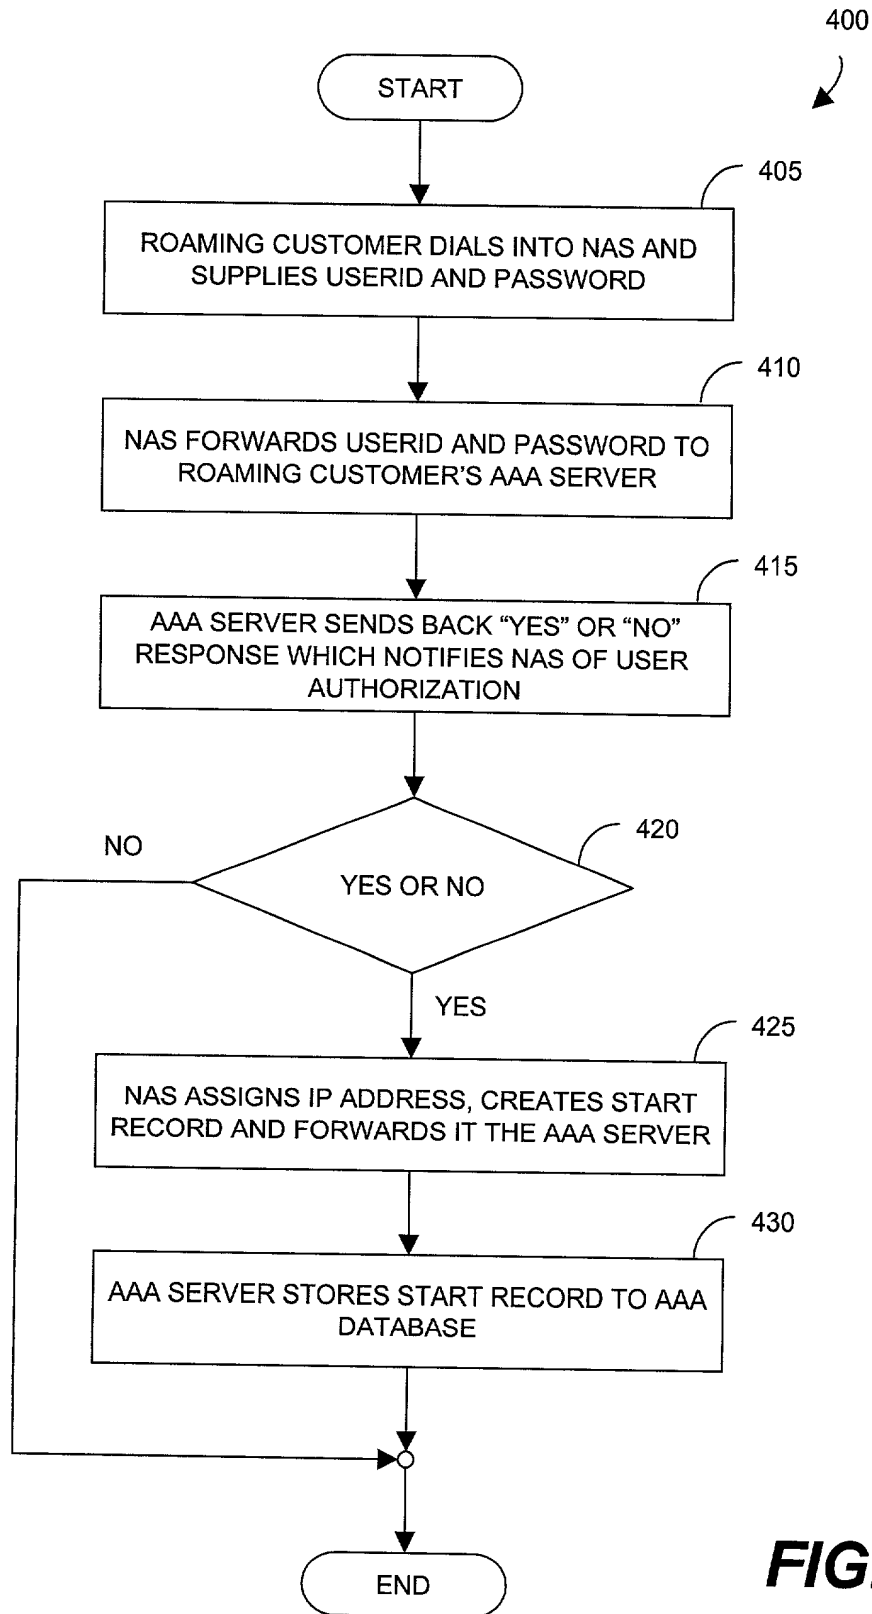 400
START
405
ROAMING CUSTOMER DIALS INTO NAS AND
SUPPLIES USERID AND PASSWORD
410
NAS FORWARDS USERID AND PASSWORD TO
ROAMING CUSTOMER'S AAA SERVER
415
AAA SERVER SENDS BACK “YES” OR “NO”
RESPONSE WHICH NOTIFIES NAS OF USER
AUTHORIZATION
420
NO
YES OR NO
YES
425
NAS ASSIGNS IP ADDRESS, CREATES START
RECORD AND FORWARDS IT THE AAA SERVER
430
AAA SERVER STORES START RECORD TO AAA
DATABASE
END
FIG.